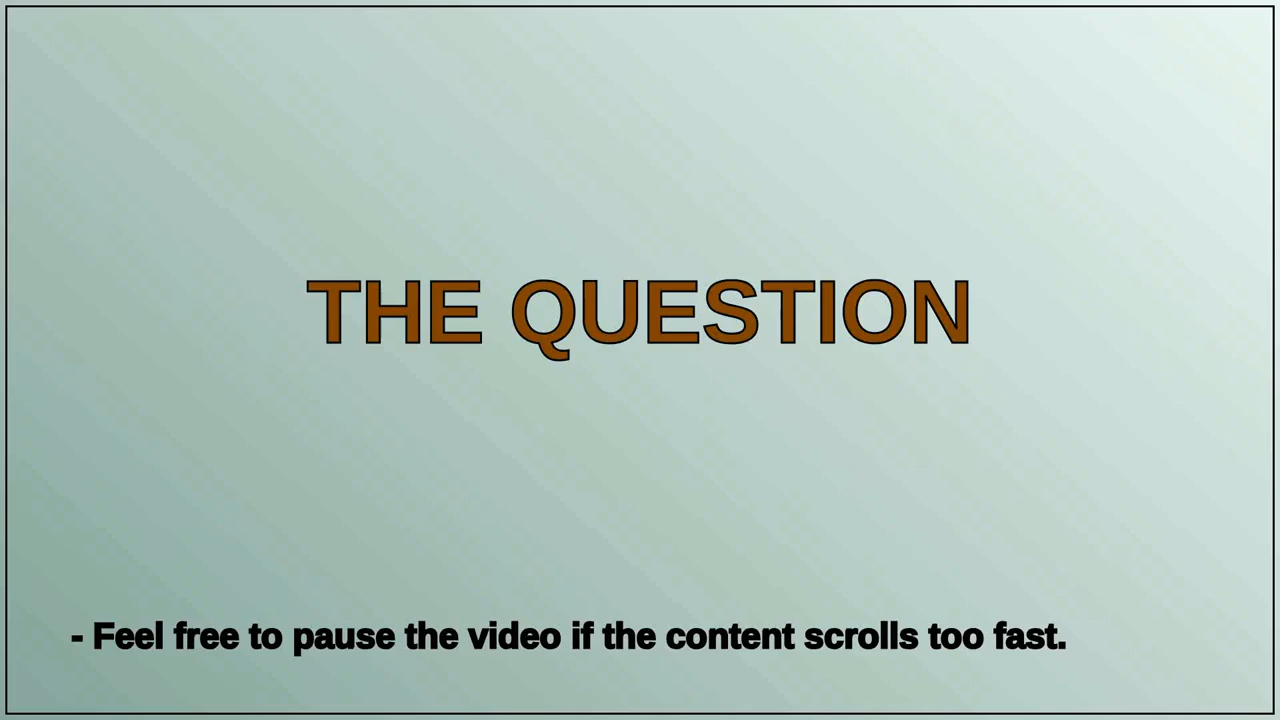 THE QUESTION
- Feel free to pause the video if the content scrolls too fast.